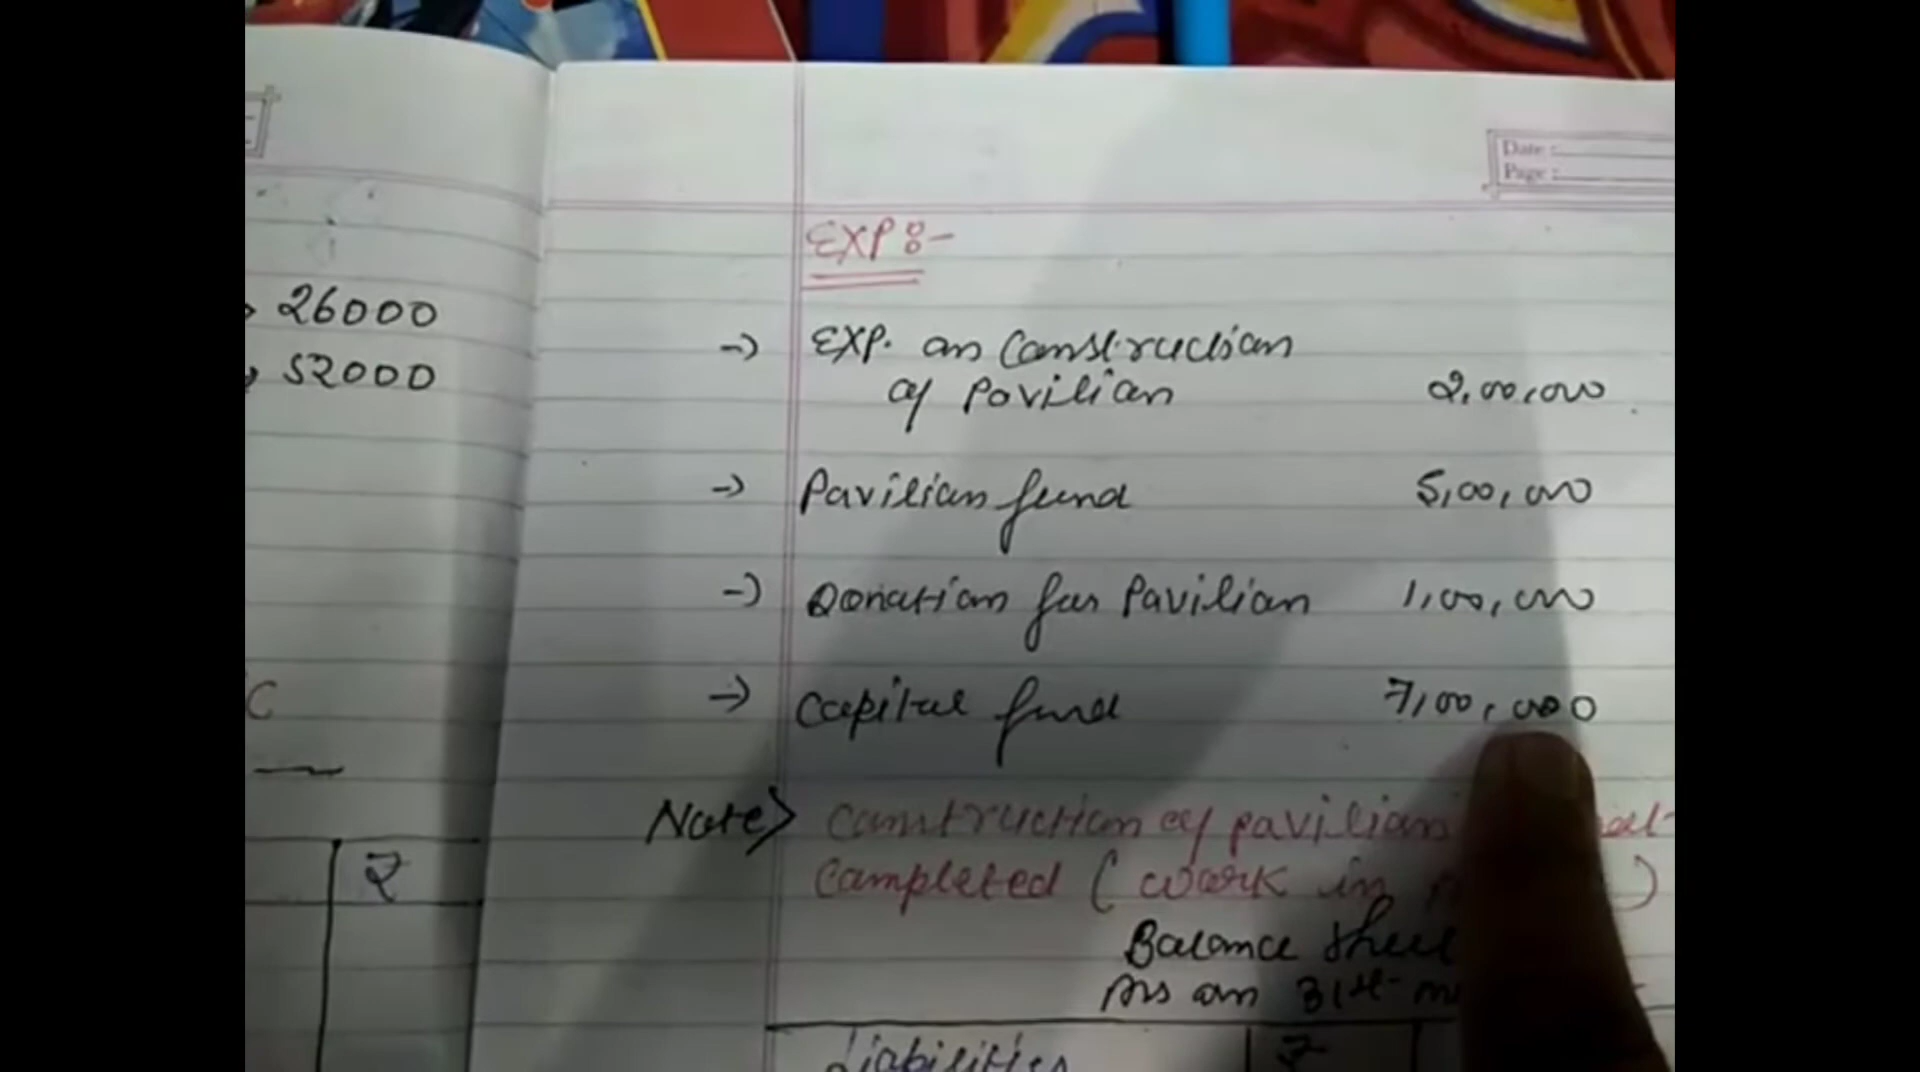 26000
52000
C
₹
Date :
Page :
EXP :-
→ EXP. on Construction
of Pavilion 2,00,000
→ Pavilion fund 5,00,000
→ Donation for Pavilion 1,00,000
→ Capital fund 7,00,000
Note> Construction of pavilion
Completed ( work in )
Balance Sheet
As on 31st
Liabilities ₹